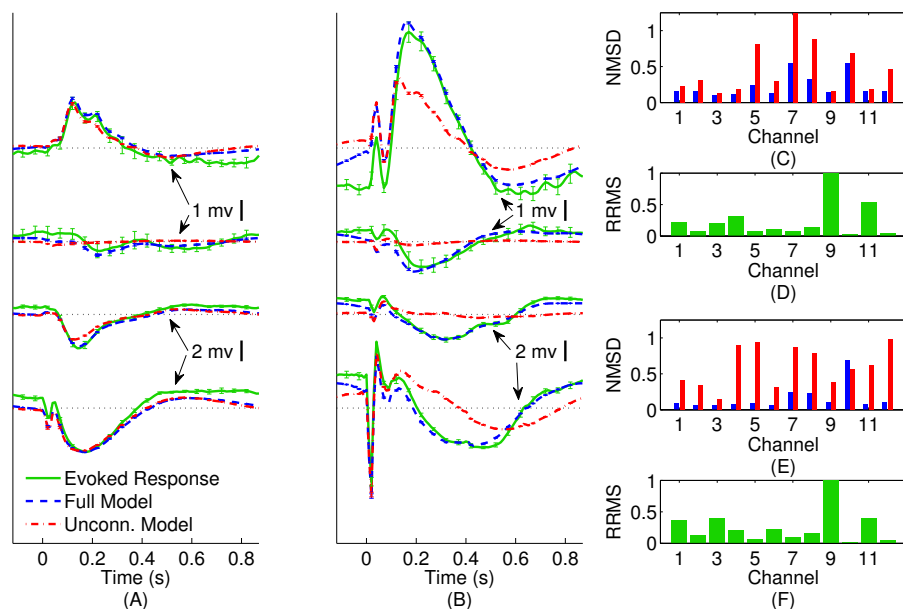 1 mv
2 mv
Evoked Response
Full Model
Unconn. Model
0 0.2 0.4 0.6 0.8
Time (s)
(A)
1 mv
2 mv
0 0.2 0.4 0.6 0.8
Time (s)
(B)
NMSD
1
0.5
0
1 3 5 7 9 11
Channel
(C)
RRMS
1
0.5
0
1 3 5 7 9 11
(D)
NMSD
1
0.5
0
1 3 5 7 9 11
Channel
(E)
RRMS
1
0.5
0
1 3 5 7 9 11
Channel
(F)